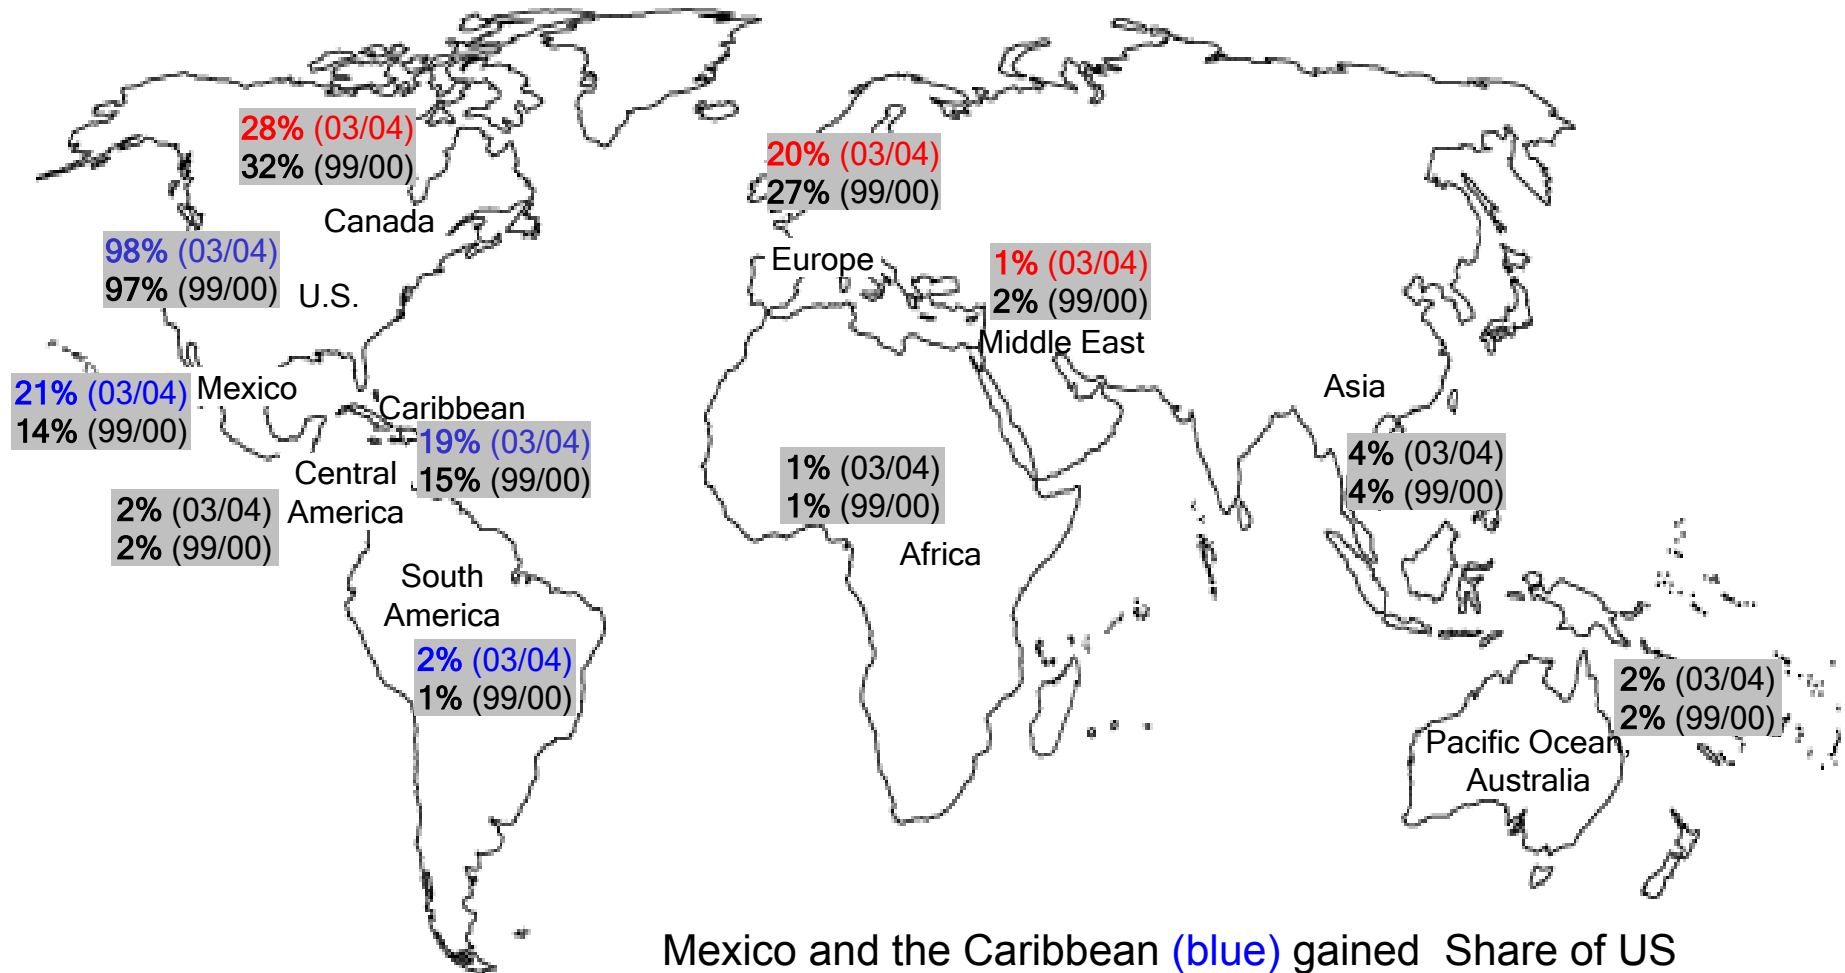 28% (03/04)
32% (99/00)
Canada
20% (03/04)
27% (99/00)
Europe
98% (03/04)
97% (99/00)
U.S.
1% (03/04)
2% (99/00)
Middle East
21% (03/04)
14% (99/00)
Mexico
Caribbean
19% (03/04)
15% (99/00)
Asia
4% (03/04)
4% (99/00)
Central
America
2% (03/04)
2% (99/00)
1% (03/04)
1% (99/00)
Africa
South
America
2% (03/04)
1% (99/00)
2% (03/04)
2% (99/00)
Pacific Ocean,
Australia
Mexico and the Caribbean (blue) gained Share of US